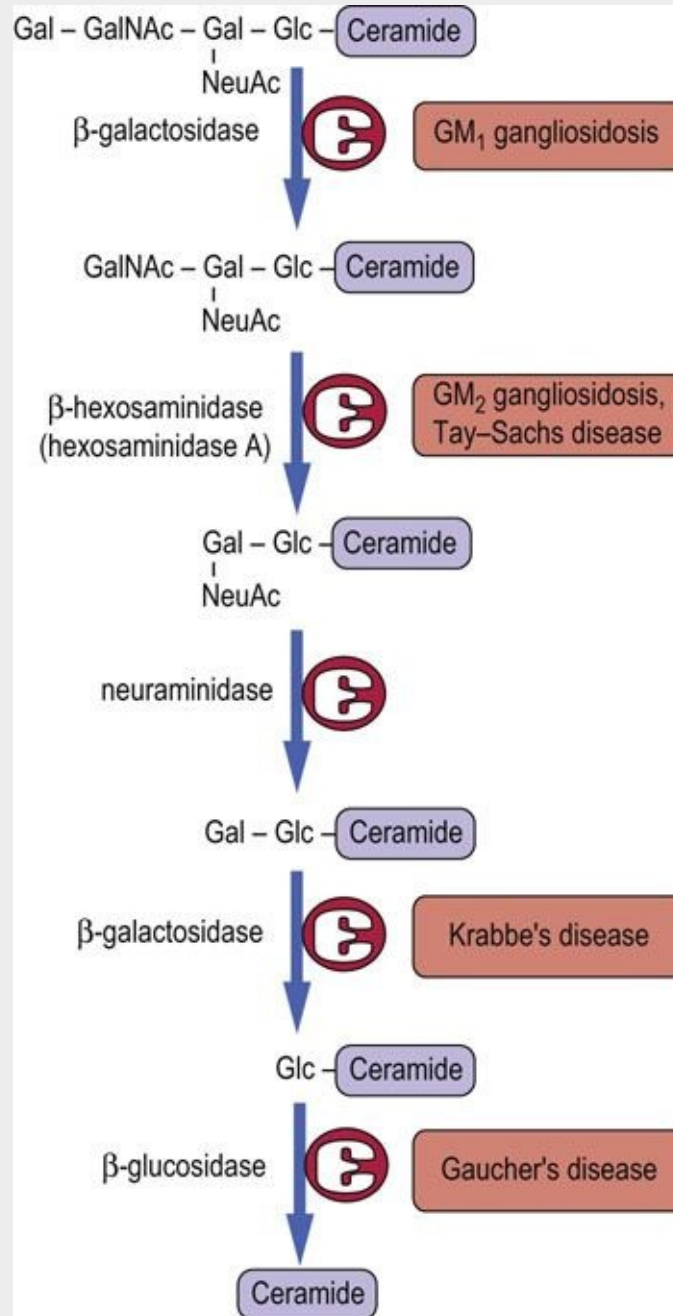 Gal – GalNAc – Gal – Glc – Ceramide
NeuAc
β-galactosidase
GM₁ gangliosidosis
GalNAc – Gal – Glc – Ceramide
NeuAc
β-hexosaminidase
(hexosaminidase A)
GM₂ gangliosidosis,
Tay–Sachs disease
Gal – Glc – Ceramide
NeuAc
neuraminidase
Gal – Glc – Ceramide
β-galactosidase
Krabbe's disease
Glc – Ceramide
β-glucosidase
Gaucher's disease
Ceramide